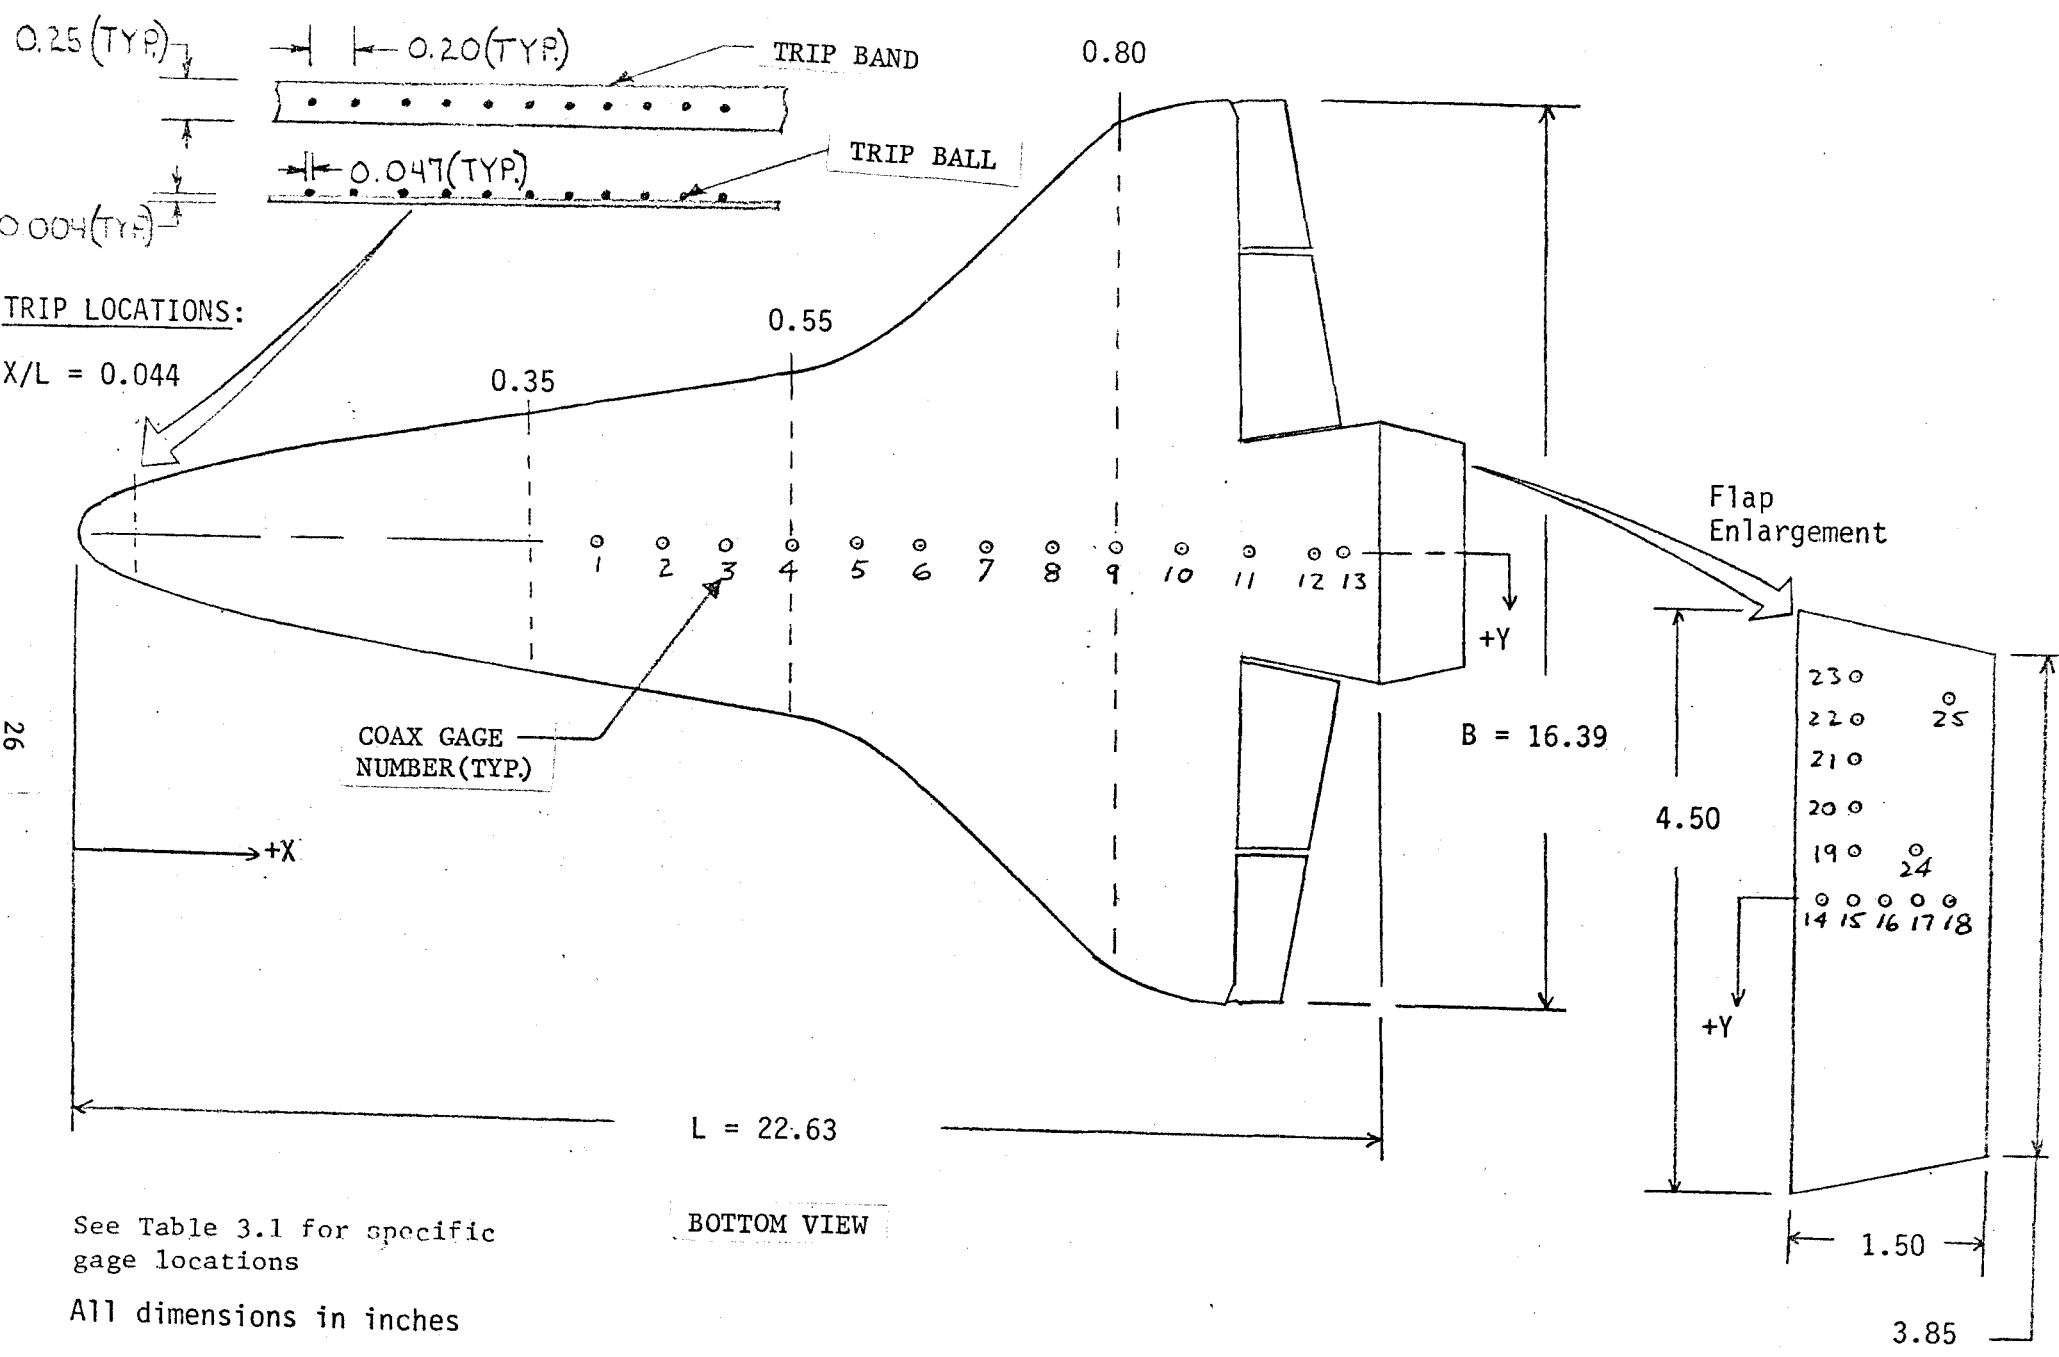 0.25(TYP.)
0.20(TYP.)
TRIP BAND
0.80
TRIP BALL
0.047(TYP.)
0.004(TYP.)
TRIP LOCATIONS:
X/L = 0.044
0.55
0.35
Flap
Enlargement
1 2 3 4 5 6 7 8 9 10 11 12 13
+Y
23
25
22
21
20
19
24
14 15 16 17 18
4.50
+Y
B = 16.39
COAX GAGE
NUMBER(TYP.)
26
+X
L = 22.63
BOTTOM VIEW
1.50
3.85
See Table 3.1 for specific
gage locations
All dimensions in inches